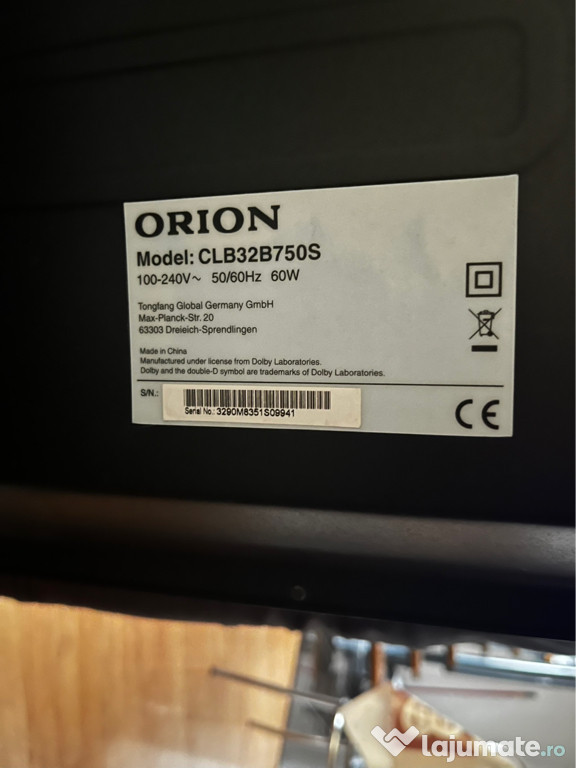 ORION
Model: CLB32B750S
100-240V~ 50/60Hz 60W
Tongfang Global Germany GmbH
Max-Planck-Str. 20
63303 Dreieich-Sprendlingen
Made in China
Manufactured under license from Dolby Laboratories.
Dolby and the double-D symbol are trademarks of Dolby Laboratories.
S/N.:
Serial No.: 3290M8351S09941
CE
lajumate.ro